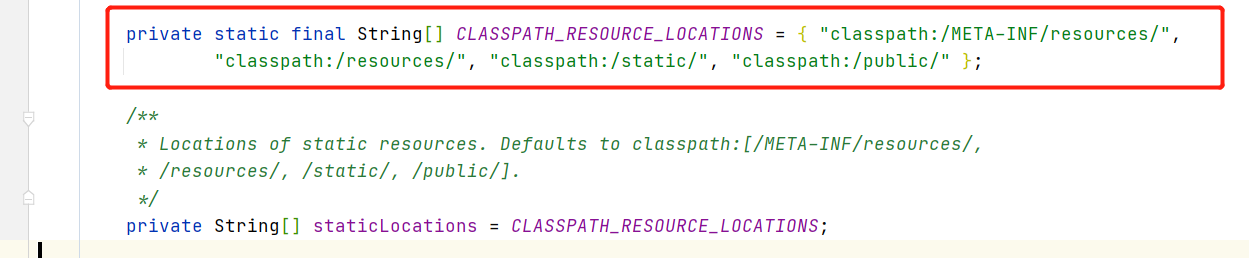 private static final String[] CLASSPATH_RESOURCE_LOCATIONS = { "classpath:/META-INF/resources/",
"classpath:/resources/", "classpath:/static/", "classpath:/public/" };
/**
* Locations of static resources. Defaults to classpath:[/META-INF/resources/,
* /resources/, /static/, /public/].
*/
private String[] staticLocations = CLASSPATH_RESOURCE_LOCATIONS;